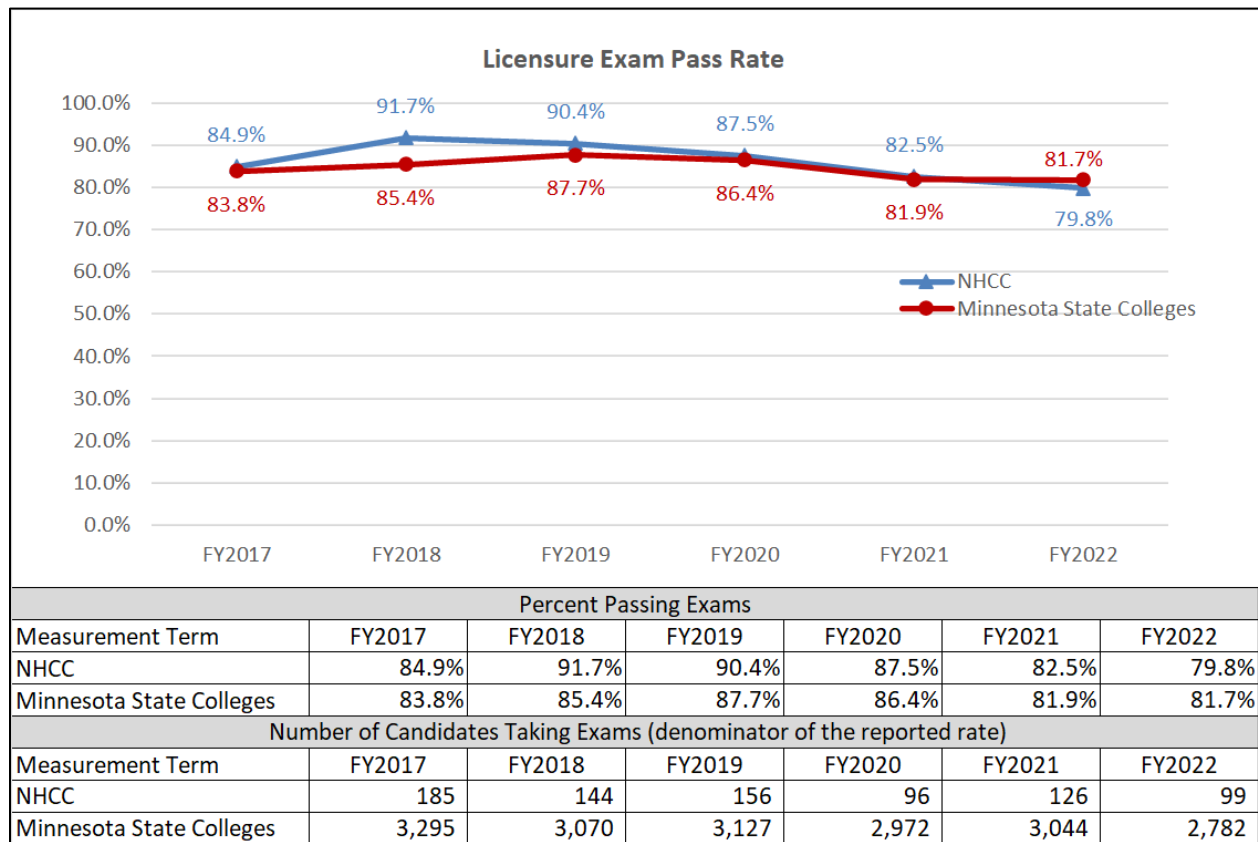 Licensure Exam Pass Rate
100.0%
90.0%
80.0%
70.0%
60.0%
50.0%
40.0%
30.0%
20.0%
10.0%
0.0%
84.9%
91.7%
90.4%
87.5%
82.5%
81.7%
83.8%
85.4%
87.7%
86.4%
81.9%
79.8%
NHCC
Minnesota State Colleges
FY2017 FY2018 FY2019 FY2020 FY2021 FY2022
Percent Passing Exams
Measurement Term FY2017 FY2018 FY2019 FY2020 FY2021 FY2022
NHCC 84.9% 91.7% 90.4% 87.5% 82.5% 79.8%
Minnesota State Colleges 83.8% 85.4% 87.7% 86.4% 81.9% 81.7%
Number of Candidates Taking Exams (denominator of the reported rate)
Measurement Term FY2017 FY2018 FY2019 FY2020 FY2021 FY2022
NHCC 185 144 156 96 126 99
Minnesota State Colleges 3,295 3,070 3,127 2,972 3,044 2,782